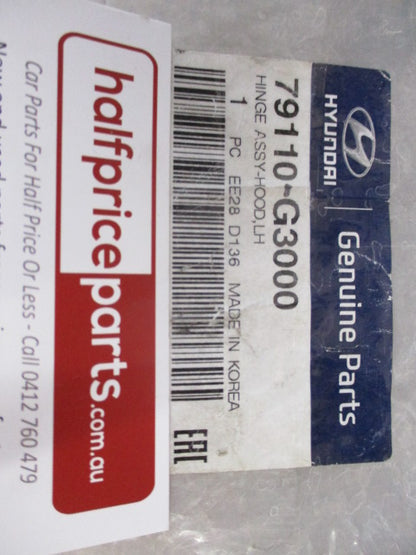 HYUNDAI
Genuine Parts
79110-G3000
HINGE ASSY-HOOD,LH
1 PC EE28 D136 MADE IN KOREA
EAC
halfpriceparts.com.au
Car Parts For Half Price Or Less - Call 0412 760 479